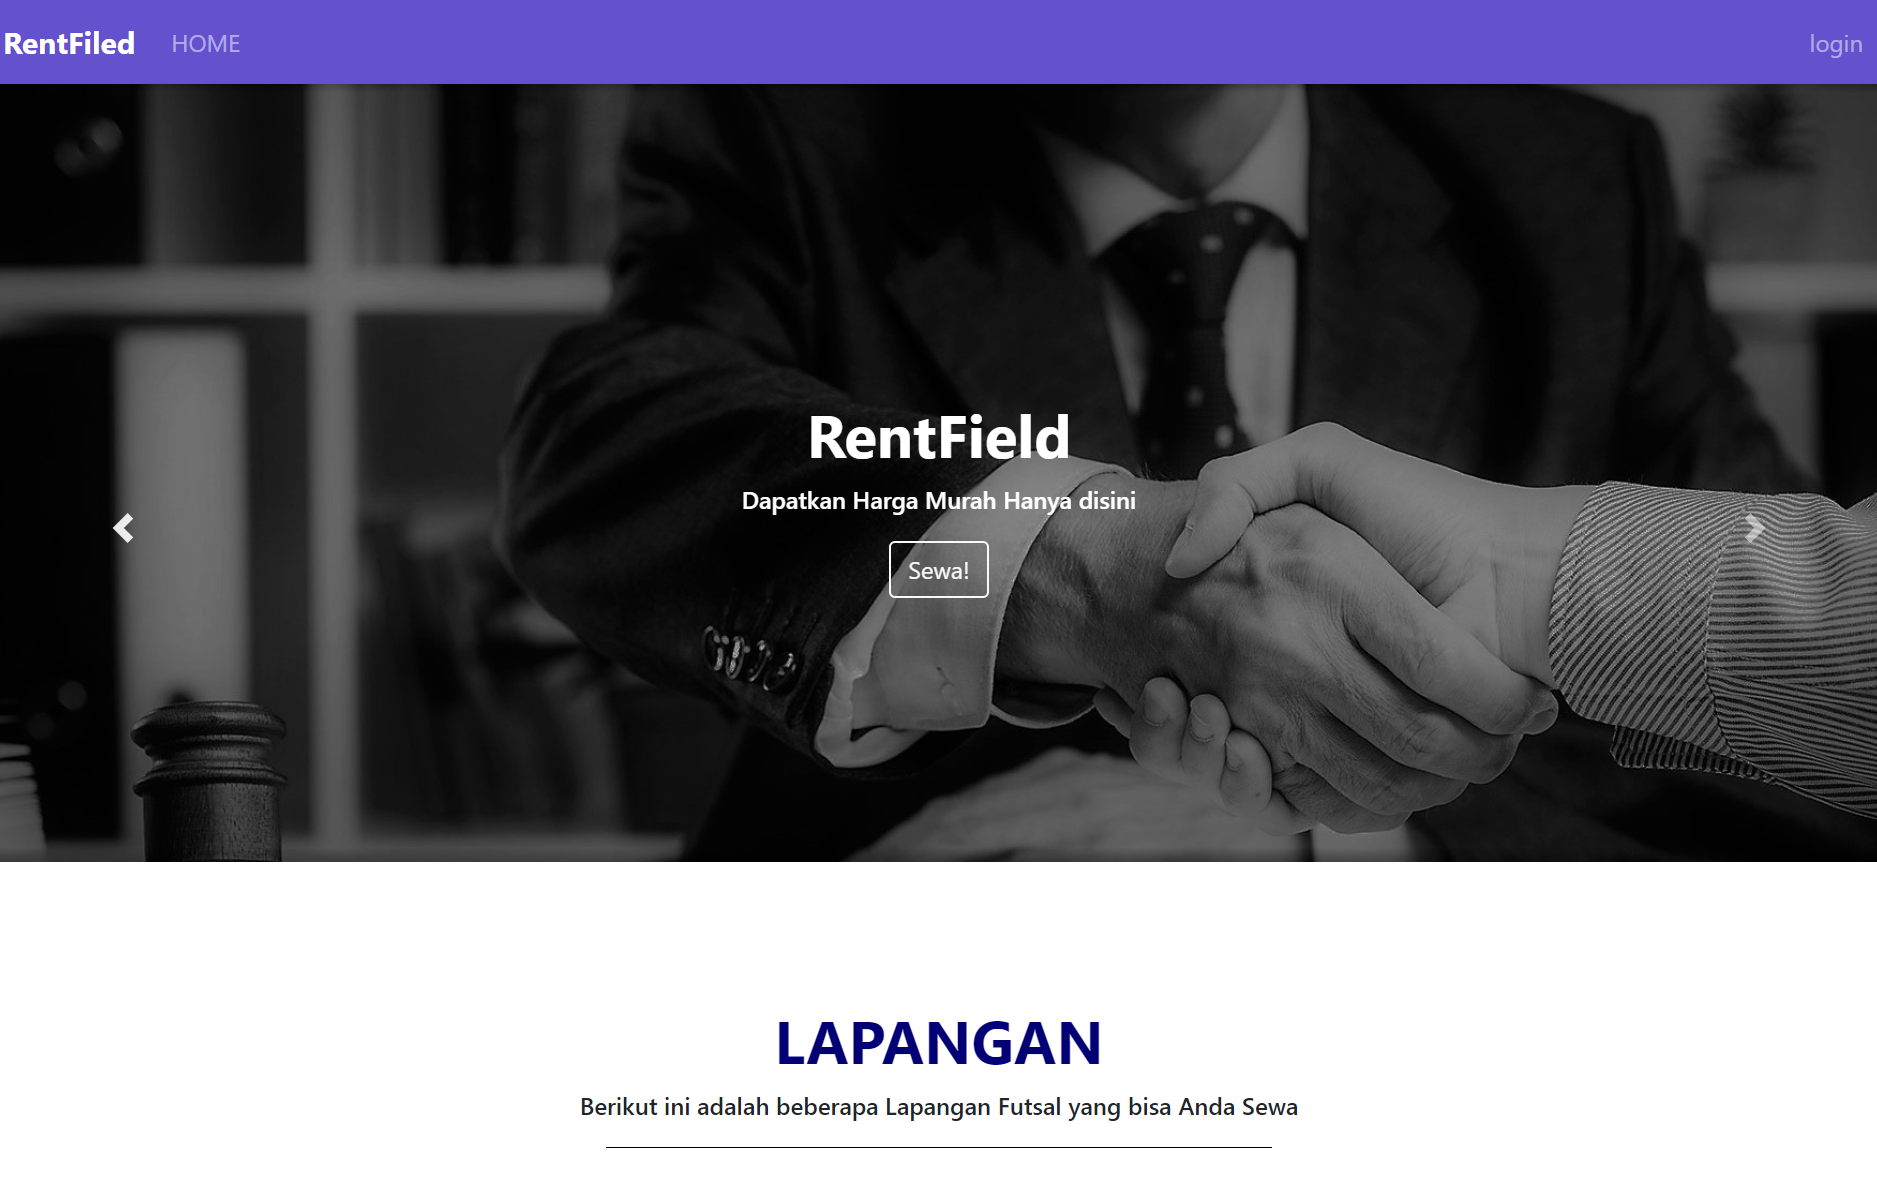 RentFiled HOME login
RentField
Dapatkan Harga Murah Hanya disini
Sewa!
LAPANGAN
Berikut ini adalah beberapa Lapangan Futsal yang bisa Anda Sewa